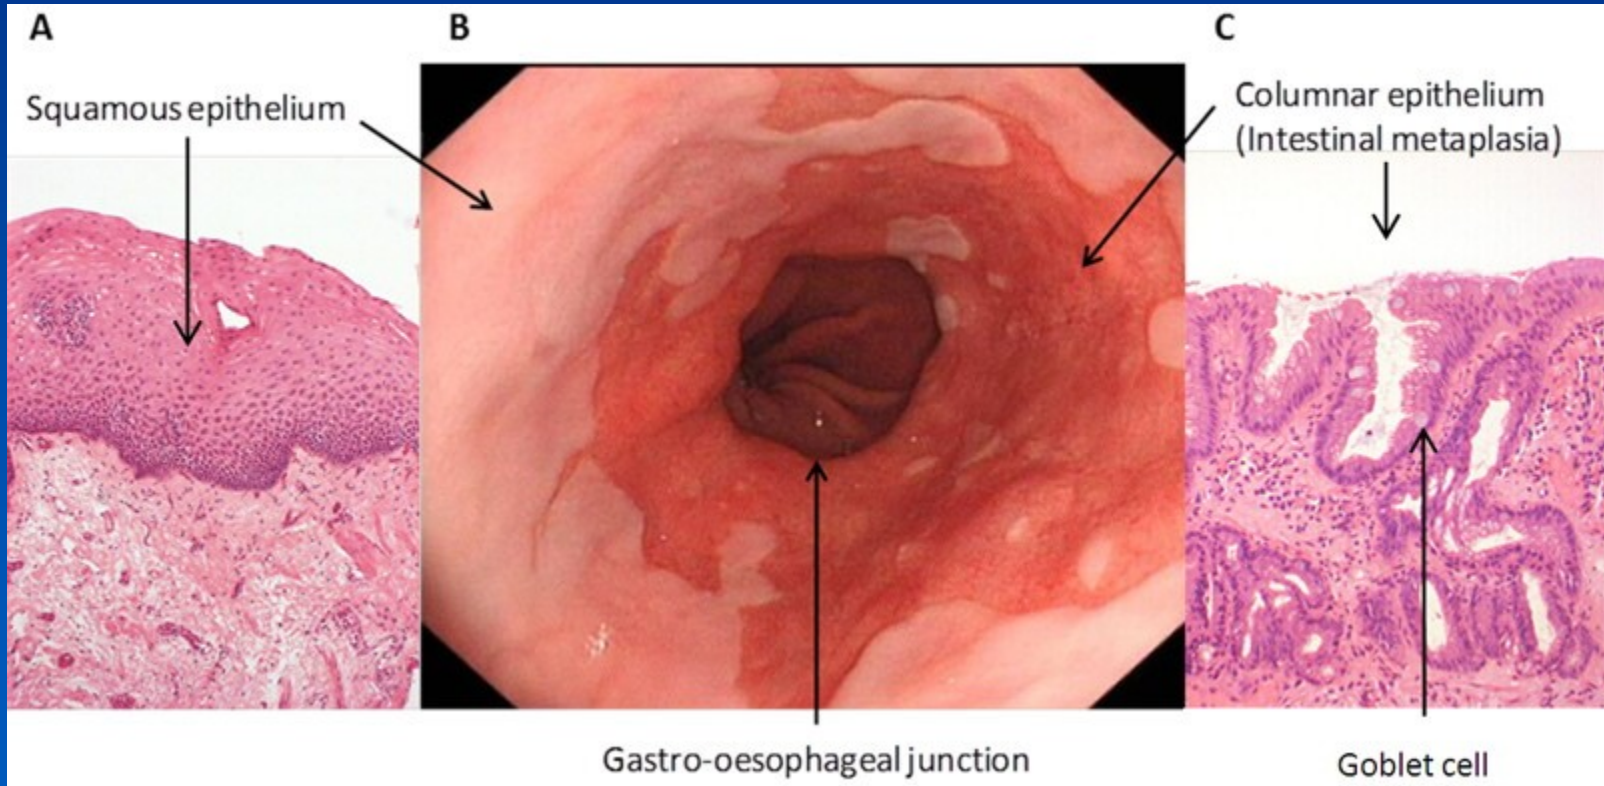 A
B
C
Squamous epithelium
Columnar epithelium
(Intestinal metaplasia)
Gastro-oesophageal junction
Goblet cell